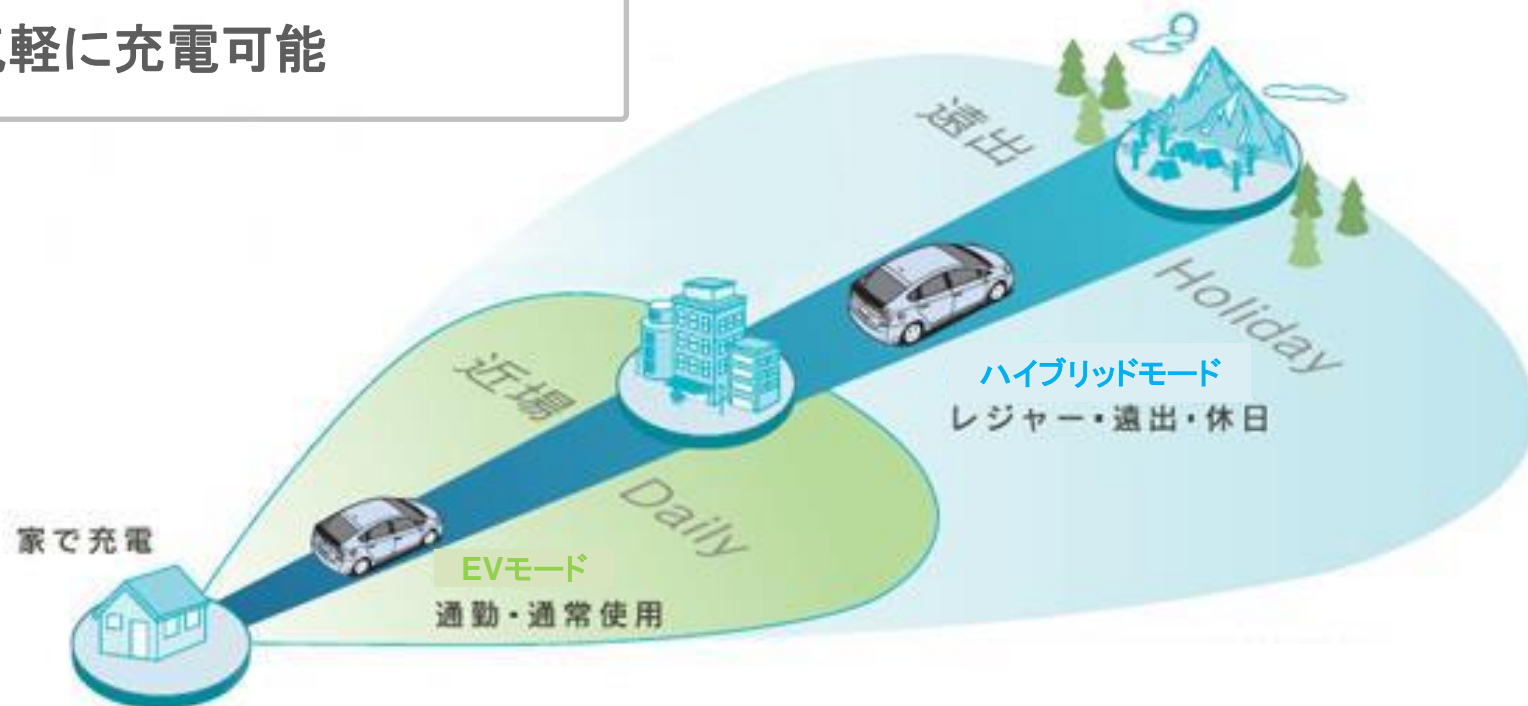 軽に充電可能
遠出
Holiday
ハイブリッドモード
レジャー・遠出・休日
近場
Daily
家で充電
EVモード
通勤・通常使用